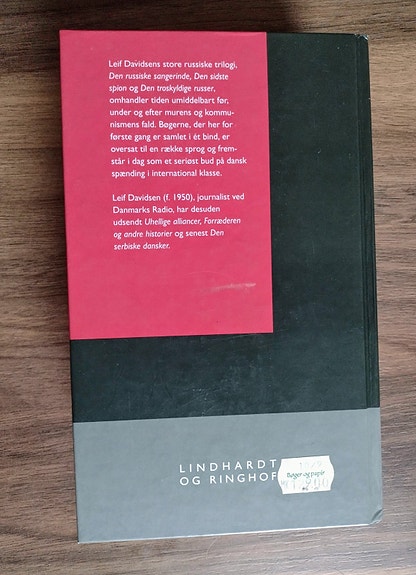 Leif Davidsens store russiske trilogi,
Den russiske sangerinde, Den sidste
spion og Den troskyldige russer,
omhandler tiden umiddelbart før,
under og efter murens og kommu-
nismens fald. Bøgerne, der her for
første gang er samlet i ét bind, er
oversat til en række sprog og frem-
står i dag som et seriøst bud på dansk
spænding i international klasse.
Leif Davidsen (f. 1950), journalist ved
Danmarks Radio, har desuden
udsendt Uhellige alliancer, Forræderen
og andre historier og senest Den
serbiske dansker.
LINDHARDT
OG RINGHOF
Bøger og papir